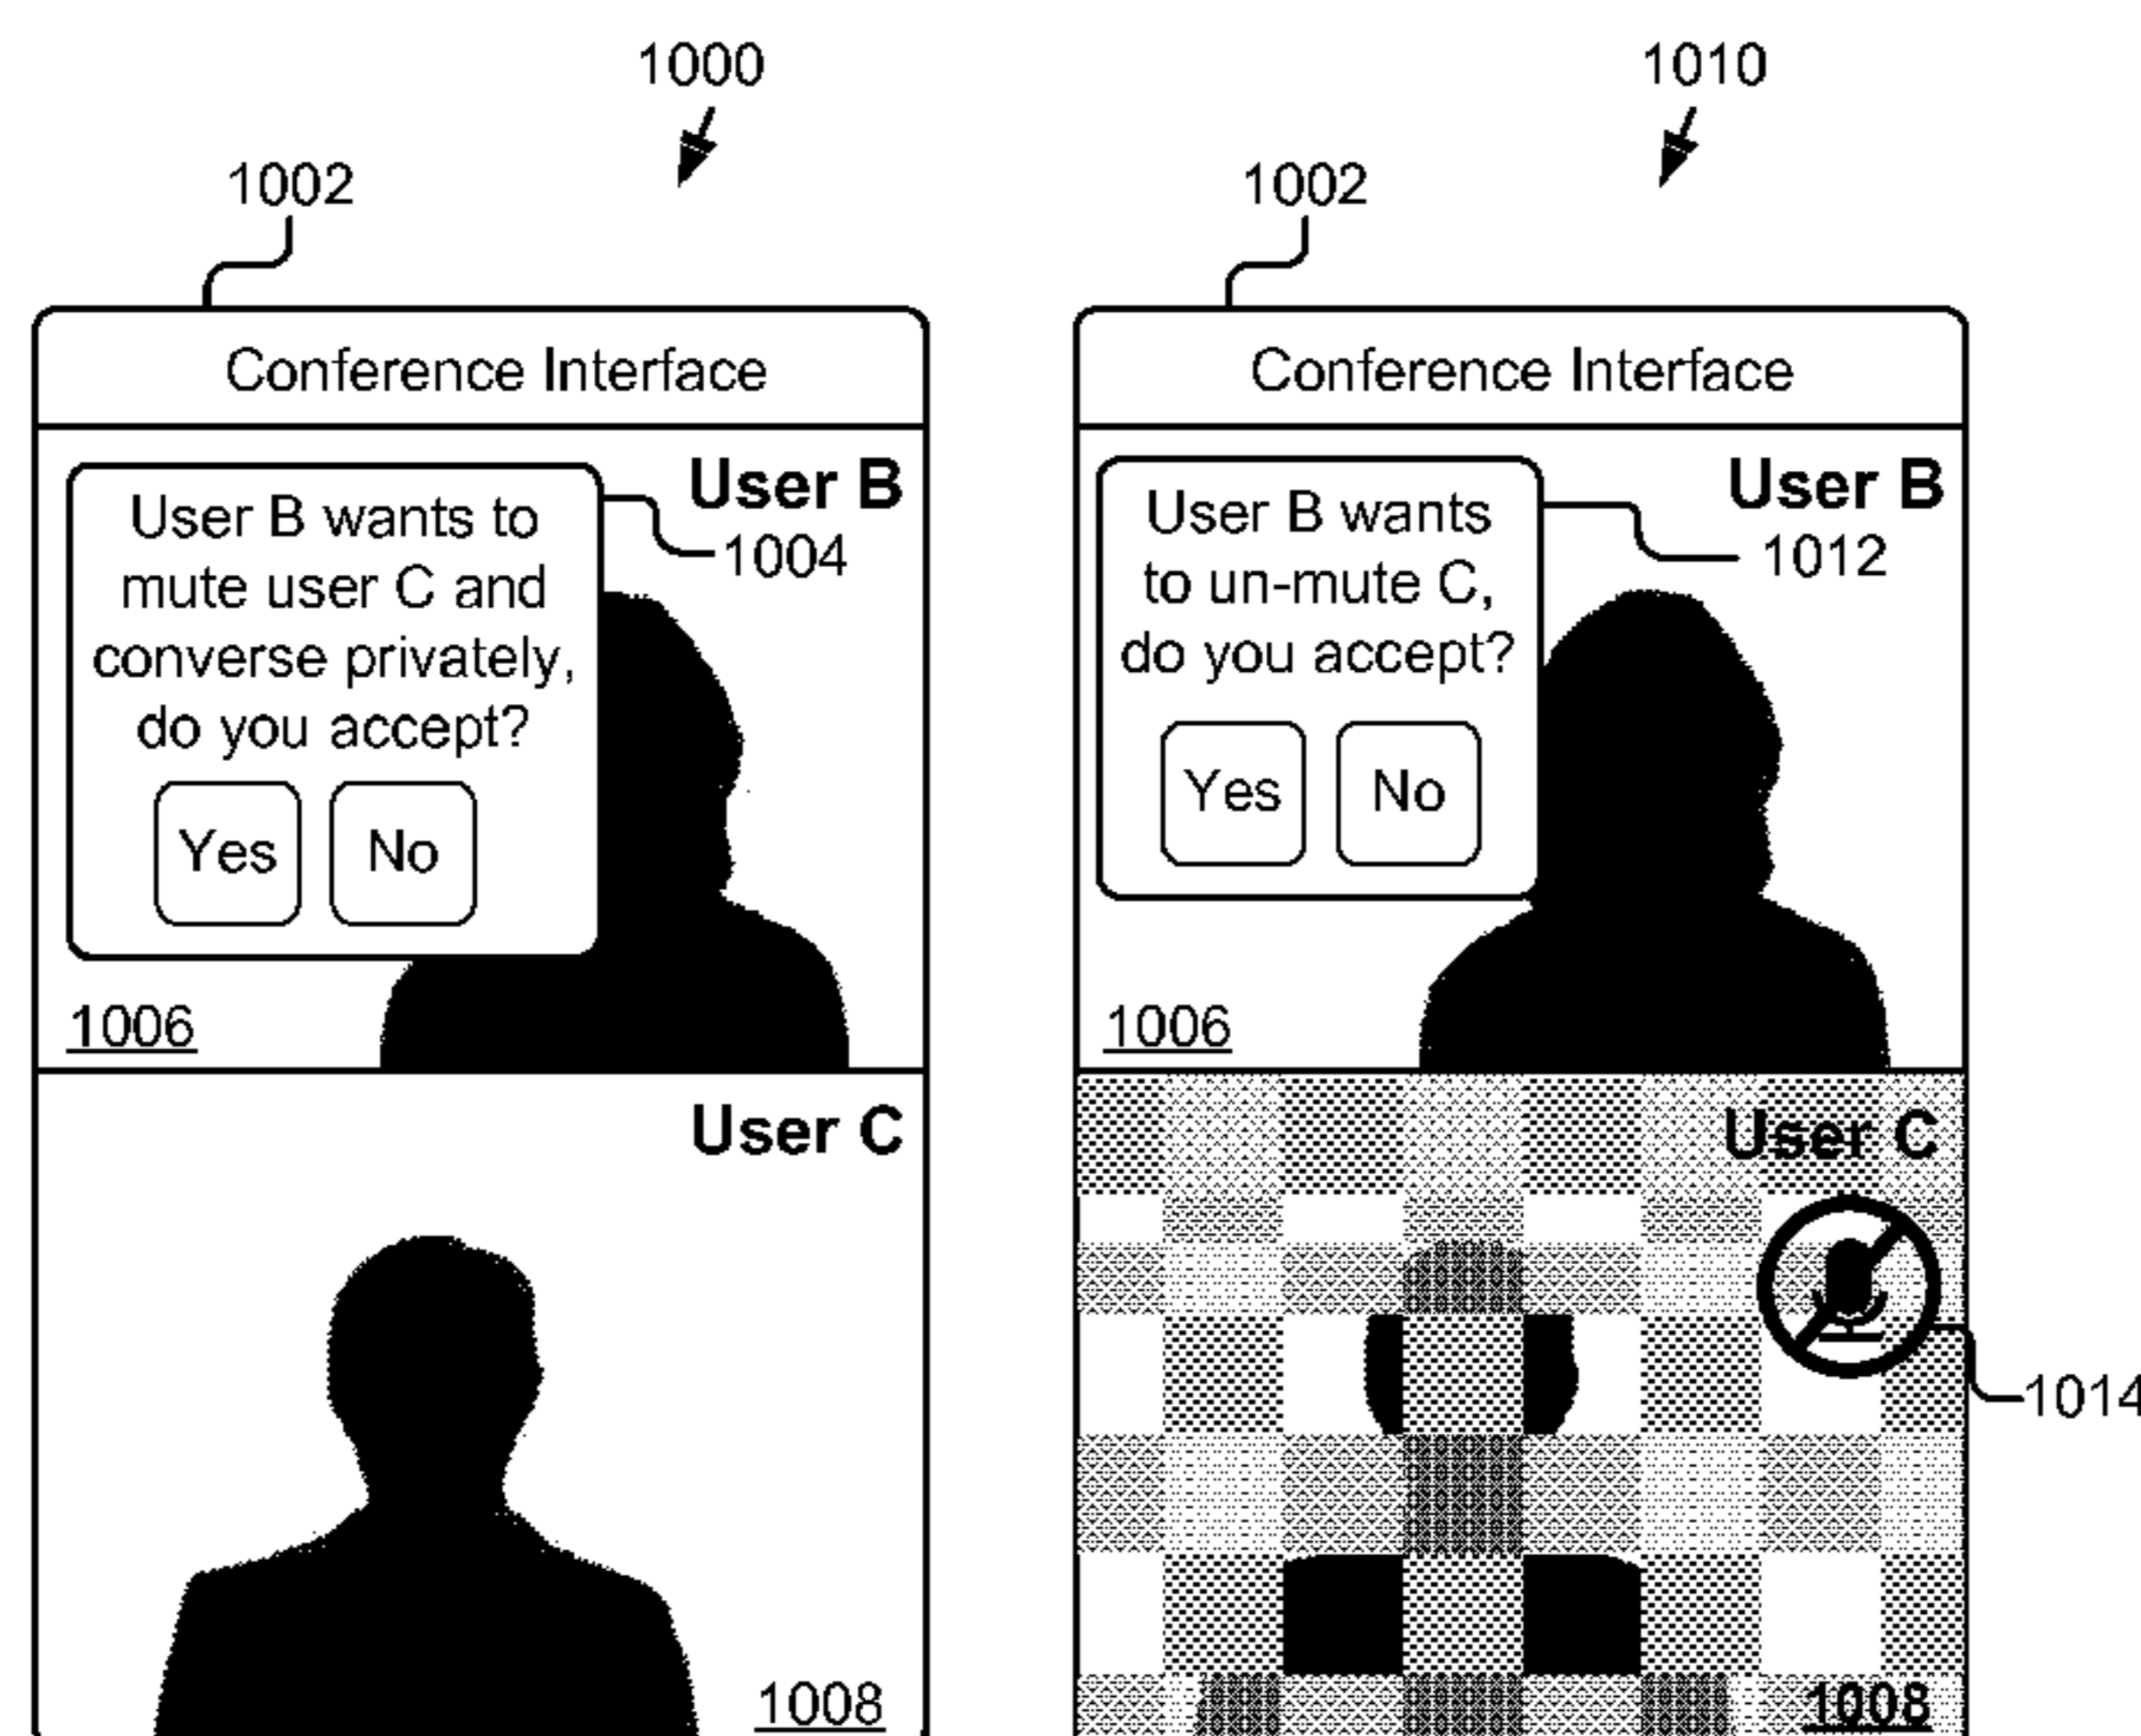 1000
1002
Conference Interface
User B
User B wants to
mute user C and
converse privately,
do you accept?
1004
Yes No
1006
User C
1008
1010
1002
Conference Interface
User B
User B wants
to un-mute C,
do you accept?
1012
Yes No
1006
User C
1014
1008